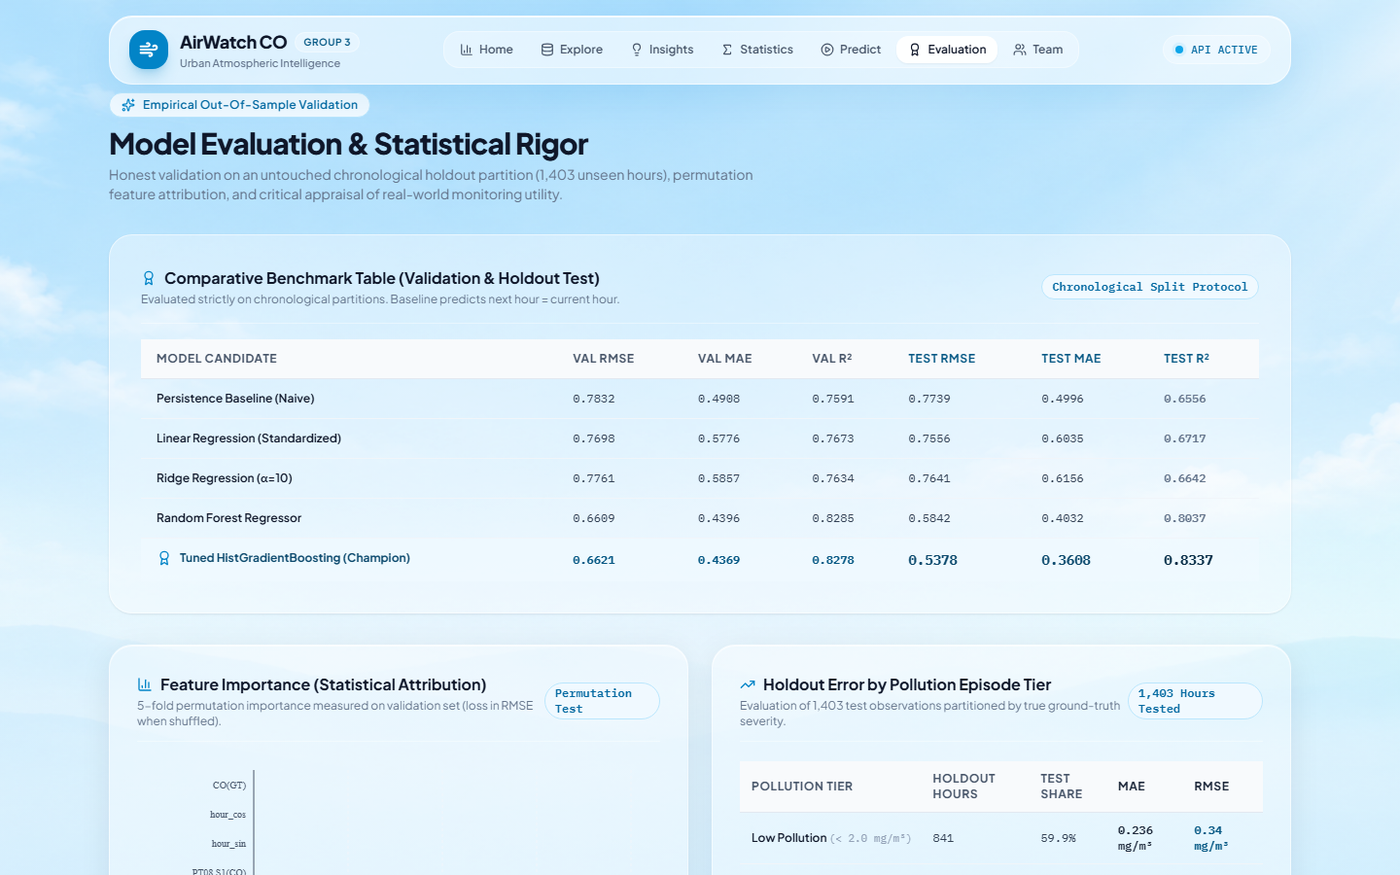 AirWatch CO GROUP 3
Urban Atmospheric Intelligence
Home Explore Insights Statistics Predict Evaluation Team
API ACTIVE
Empirical Out-Of-Sample Validation
Model Evaluation & Statistical Rigor
Honest validation on an untouched chronological holdout partition (1,403 unseen hours), permutation
feature attribution, and critical appraisal of real-world monitoring utility.
Comparative Benchmark Table (Validation & Holdout Test)
Evaluated strictly on chronological partitions. Baseline predicts next hour = current hour.
Chronological Split Protocol
MODEL CANDIDATE VAL RMSE VAL MAE VAL R² TEST RMSE TEST MAE TEST R²
Persistence Baseline (Naive) 0.7832 0.4908 0.7591 0.7739 0.4996 0.6556
Linear Regression (Standardized) 0.7698 0.5776 0.7673 0.7556 0.6035 0.6717
Ridge Regression (α=10) 0.7761 0.5857 0.7634 0.7641 0.6156 0.6642
Random Forest Regressor 0.6609 0.4396 0.8285 0.5842 0.4032 0.8037
Tuned HistGradientBoosting (Champion) 0.6621 0.4369 0.8278 0.5378 0.3608 0.8337
Feature Importance (Statistical Attribution)
5-fold permutation importance measured on validation set (loss in RMSE
when shuffled).
Permutation
Test
CO(GT)
hour_cos
hour_sin
PT08.S1(CO)
Holdout Error by Pollution Episode Tier
Evaluation of 1,403 test observations partitioned by true ground-truth
severity.
1,403 Hours
Tested
POLLUTION TIER HOLDOUT HOURS TEST SHARE MAE RMSE
Low Pollution (< 2.0 mg/m³) 841 59.9% 0.236 mg/m³ 0.34 mg/m³